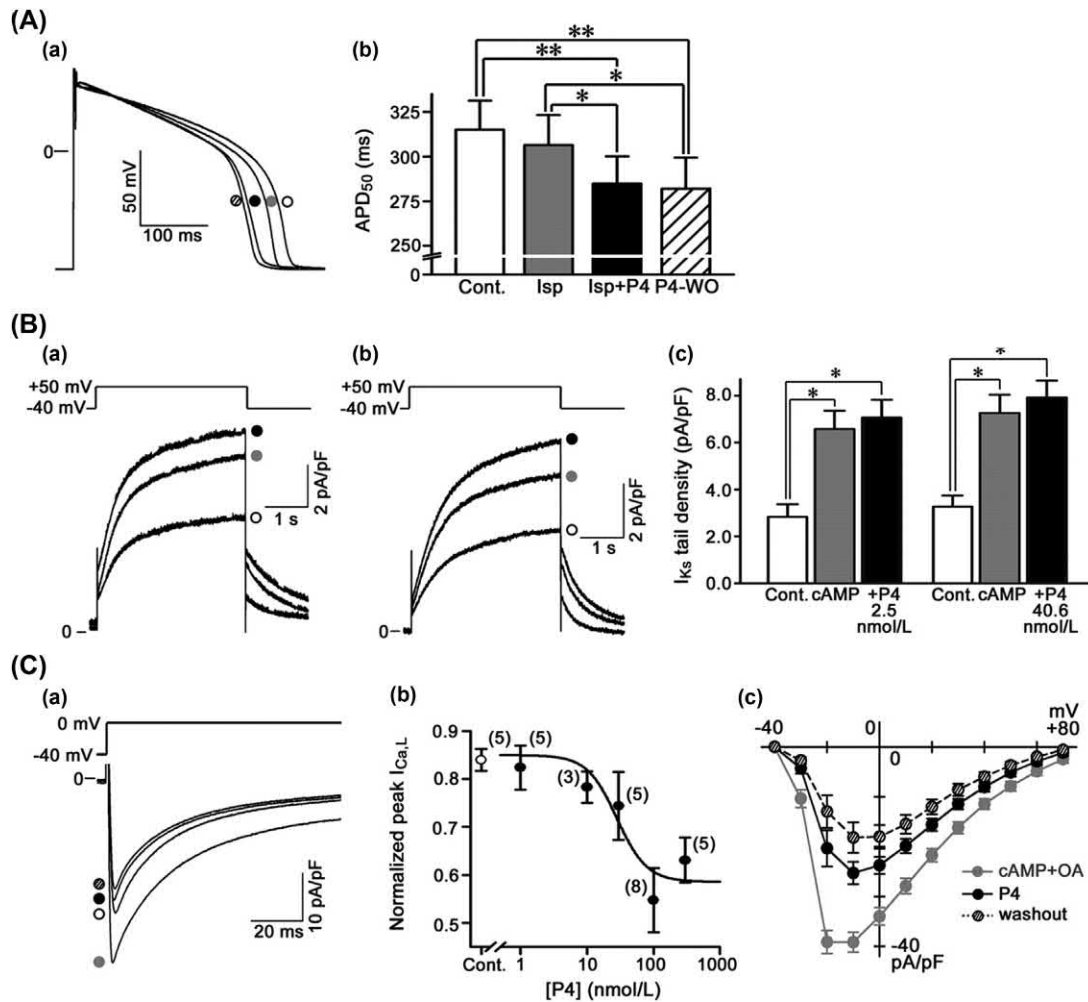 (A)
(a)
0
50 mV
100 ms
(b)
**
**
*
*
APD50 (ms)
325
300
275
250
0
Cont.
Isp
Isp+P4
P4-WO
(B)
(a)
+50 mV
-40 mV
1 s
2 pA/pF
0
(b)
+50 mV
-40 mV
1 s
2 pA/pF
0
(c)
*
*
*
*
IKs tail density (pA/pF)
8.0
6.0
4.0
2.0
0.0
Cont.
cAMP
+P4
2.5
nmol/L
Cont.
cAMP
+P4
40.6
nmol/L
(C)
(a)
0 mV
-40 mV
0
20 ms
10 pA/pF
(b)
Normalized peak ICa,L
0.9
0.8
0.7
0.6
0.5
(5)
(5)
(3)
(5)
(8)
(5)
Cont.
1
10
100
1000
[P4] (nmol/L)
(c)
mV
-40
0
+80
0
cAMP+OA
P4
washout
-40
pA/pF